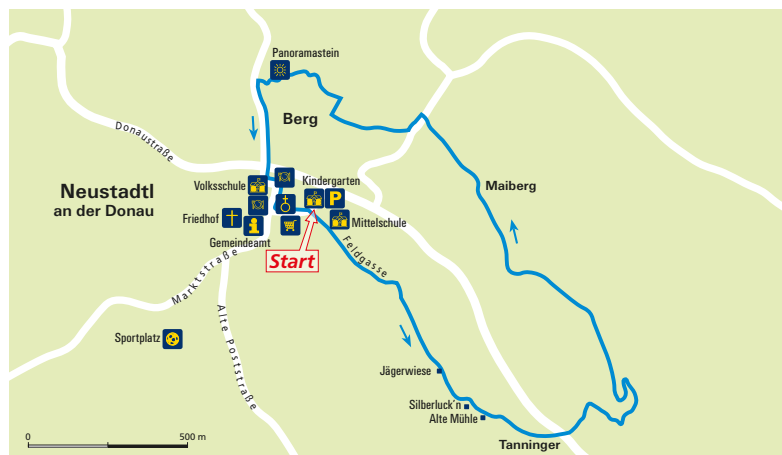 Panoramastein
Berg
Donaustraße
Neustadtl
an der Donau
Volksschule
Kindergarten
P
Maiberg
Friedhof
i
Mittelschule
Gemeindeamt
Start
Feldgasse
Marktstraße
Alte Poststraße
Sportplatz
Jägerwiese
Silberluck'n
Alte Mühle
Tanninger
0 500 m